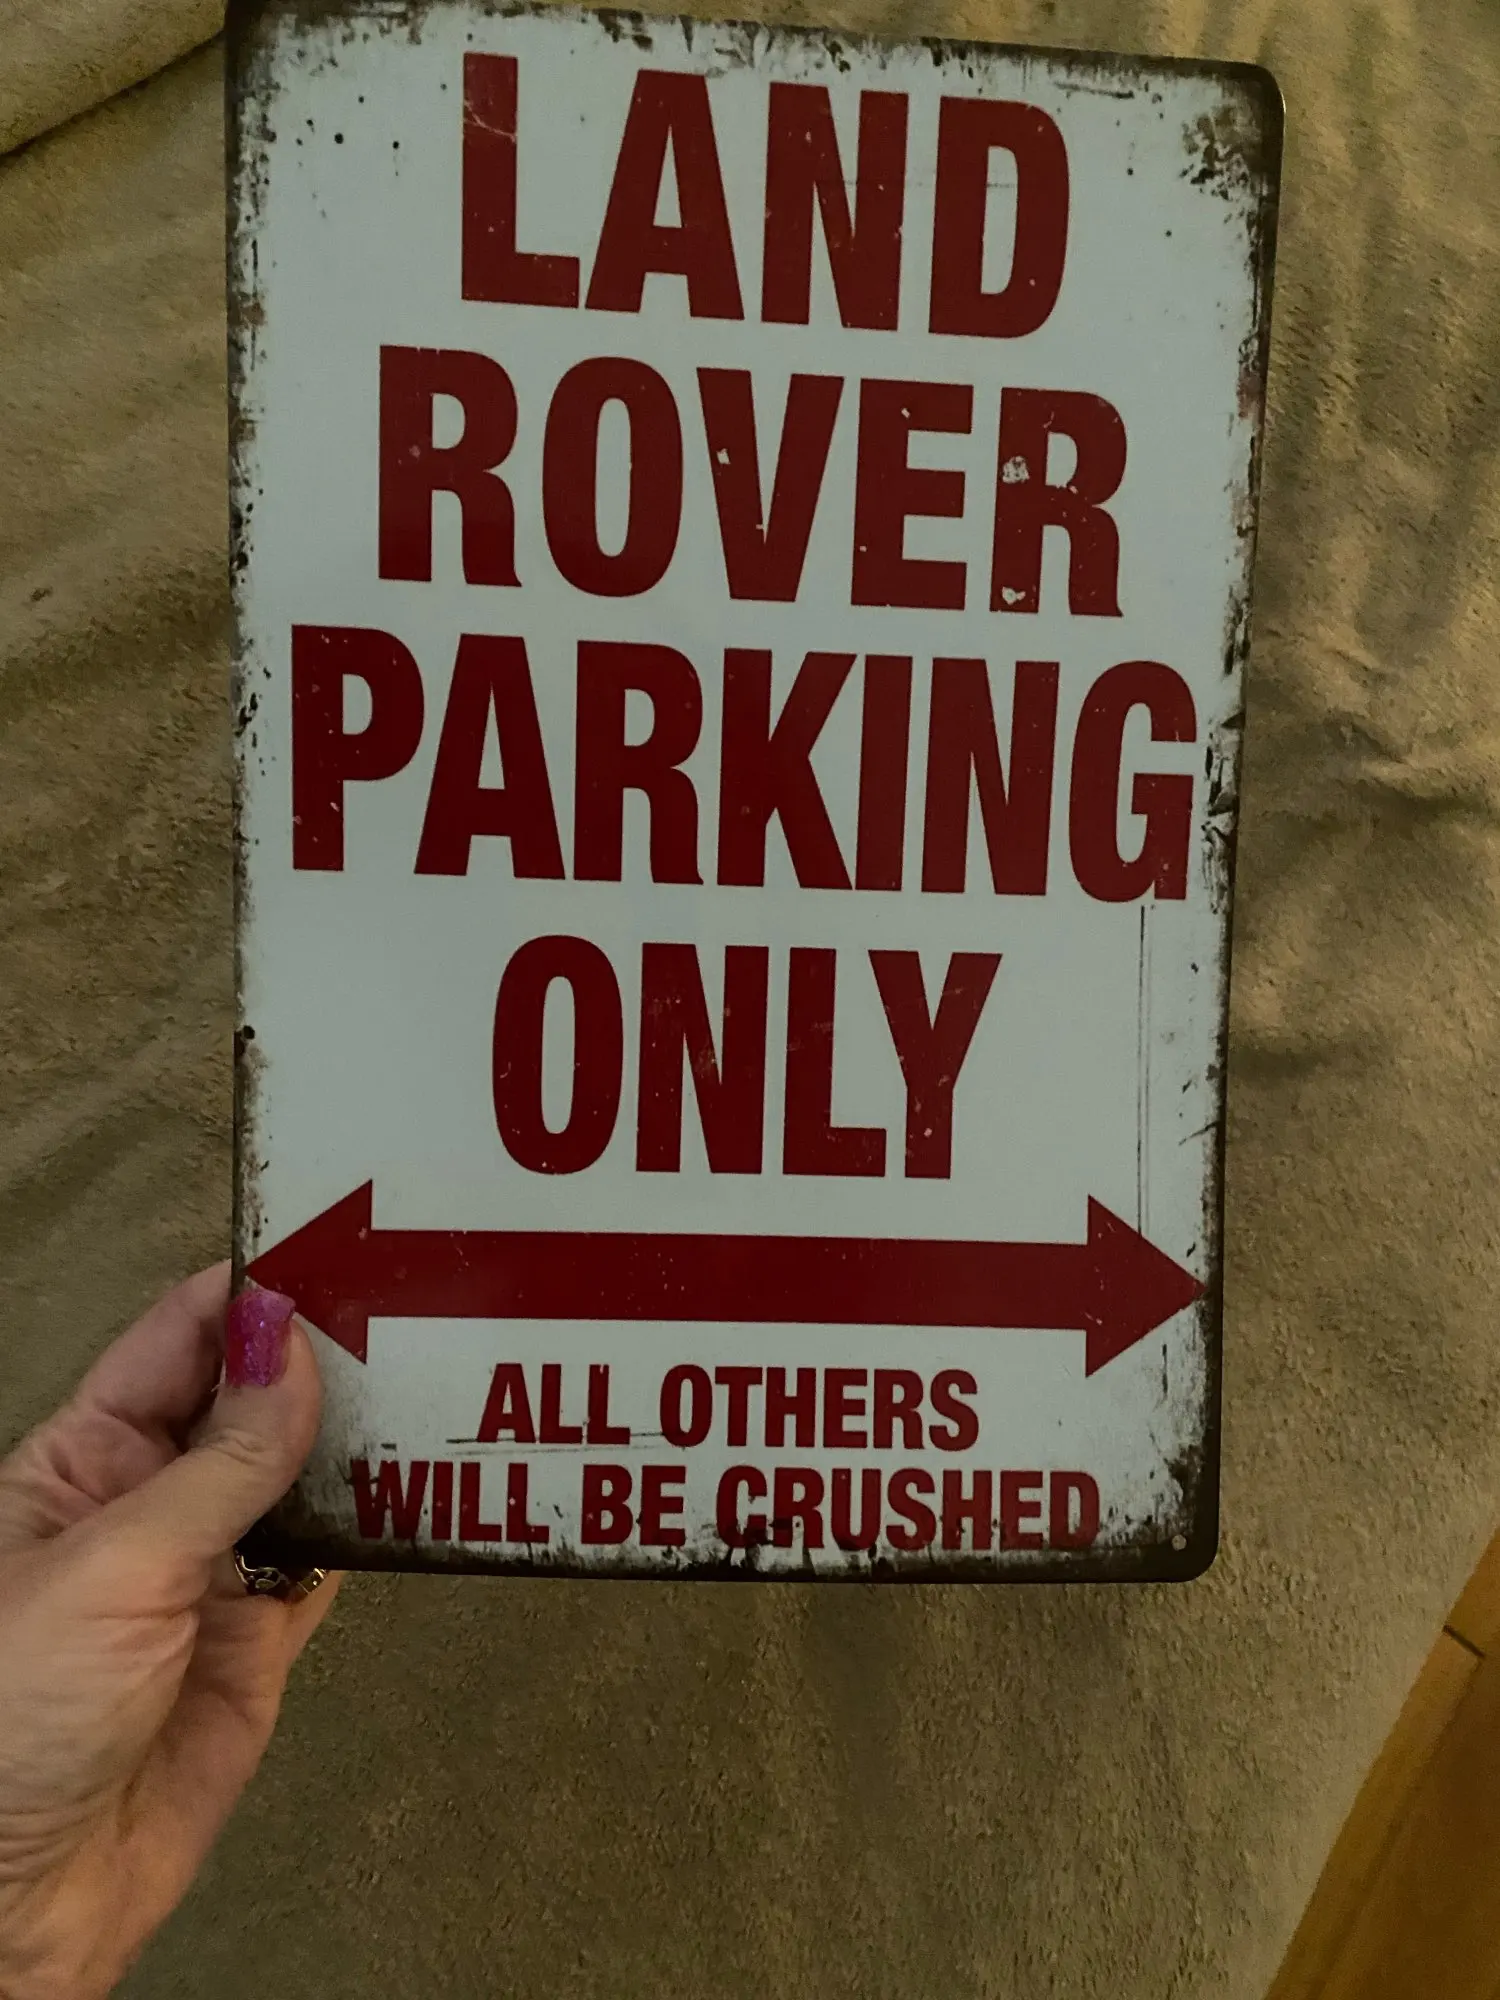 LAND
ROVER
PARKING
ONLY
ALL OTHERS
WILL BE CRUSHED